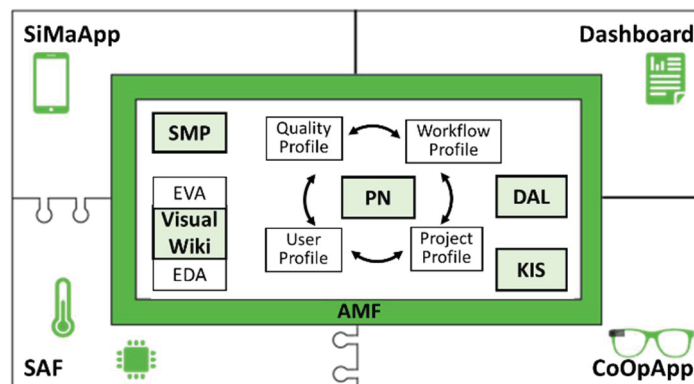 SiMaApp
Dashboard
SMP
Quality
Profile
Workflow
Profile
EVA
Visual
Wiki
EDA
PN
DAL
User
Profile
Project
Profile
KIS
AMF
SAF
CoOpApp